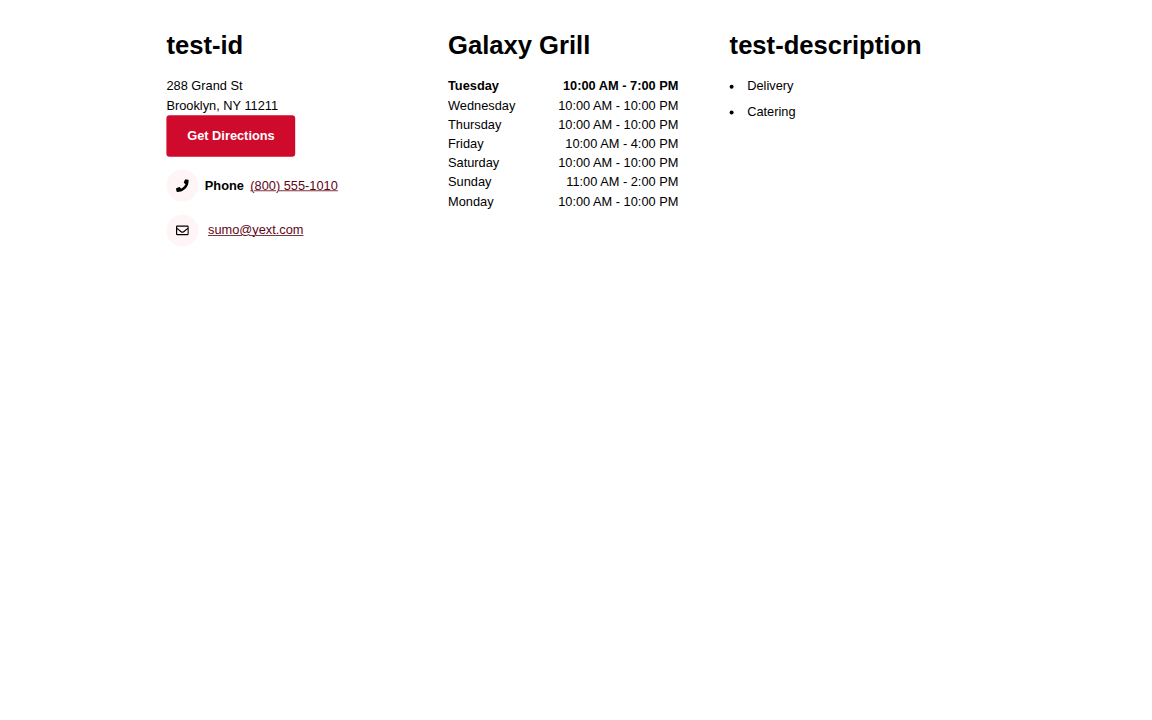 test-id
288 Grand St
Brooklyn, NY 11211
Get Directions
Phone (800) 555-1010
sumo@yext.com
Galaxy Grill
Tuesday 10:00 AM - 7:00 PM
Wednesday 10:00 AM - 10:00 PM
Thursday 10:00 AM - 10:00 PM
Friday 10:00 AM - 4:00 PM
Saturday 10:00 AM - 10:00 PM
Sunday 11:00 AM - 2:00 PM
Monday 10:00 AM - 10:00 PM
test-description
• Delivery
• Catering